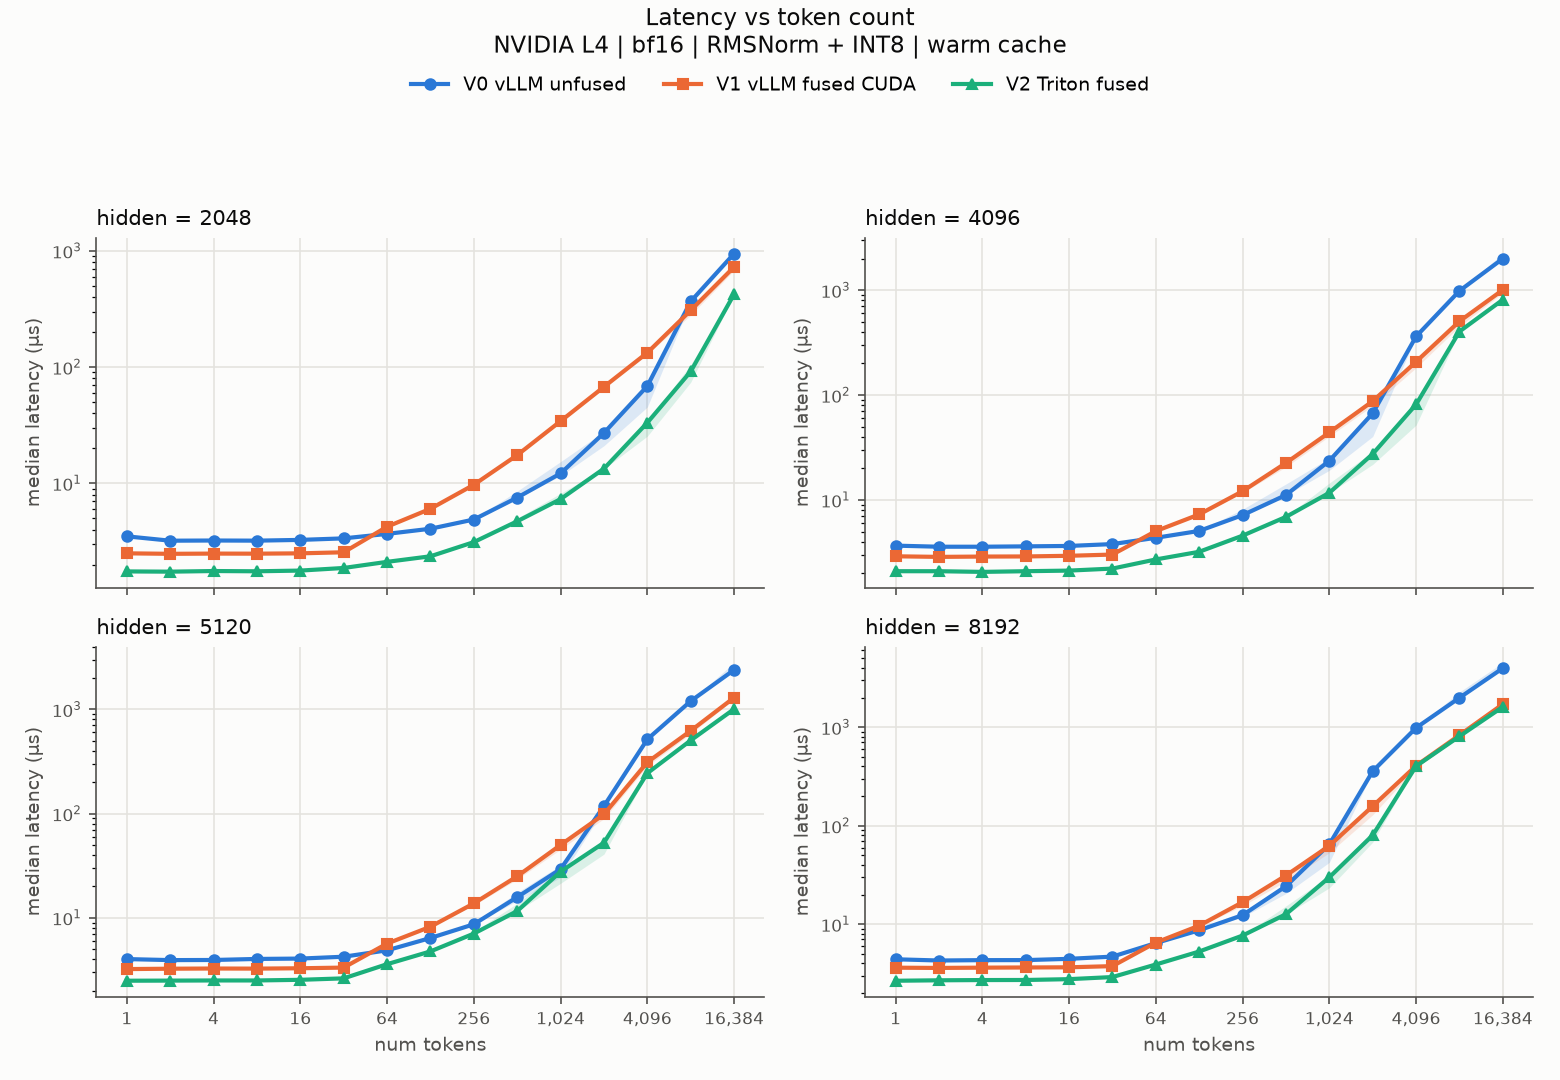 Latency vs token count
NVIDIA L4 | bf16 | RMSNorm + INT8 | warm cache
V0 vLLM unfused V1 vLLM fused CUDA V2 Triton fused
hidden = 2048
median latency (µs)
10³
10²
10¹
hidden = 4096
median latency (µs)
10³
10²
10¹
hidden = 5120
median latency (µs)
10³
10²
10¹
1 4 16 64 256 1,024 4,096 16,384
num tokens
hidden = 8192
median latency (µs)
10³
10²
10¹
1 4 16 64 256 1,024 4,096 16,384
num tokens